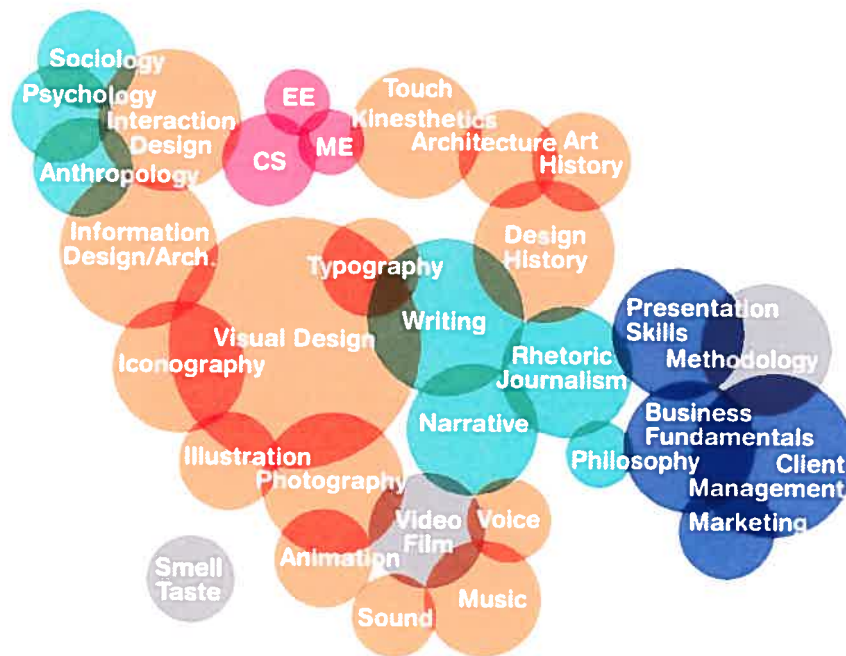 Sociology
Psychology
Interaction
Design
Anthropology
EE
ME
CS
Touch
Kinesthetics
Architecture
Art
History
Information
Design/Arch.
Typography
Design
History
Visual Design
Writing
Iconography
Rhetoric
Journalism
Presentation
Skills
Methodology
Narrative
Illustration
Photography
Philosophy
Business
Fundamentals
Client
Management
Marketing
Video
Film
Voice
Animation
Smell
Taste
Sound
Music